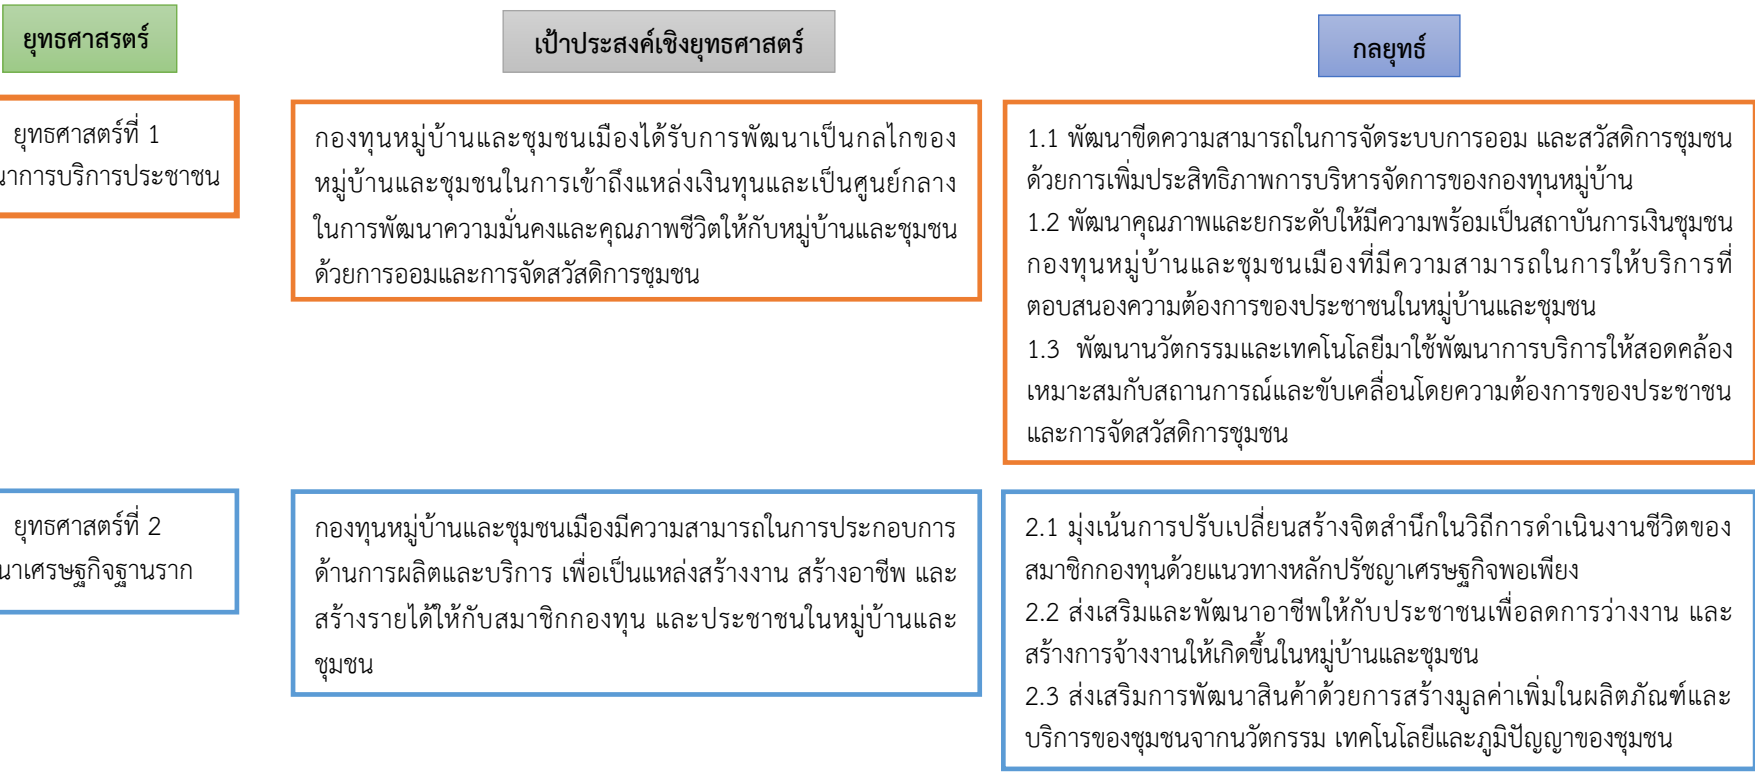 ยุทธศาสรตร์
เป้าประสงค์เชิงยุทธศาสตร์
กลยุทธ์
ยุทธศาสตร์ที่ 1
นาการบริการประชาชน
กองทุนหมู่บ้านและชุมชนเมืองได้รับการพัฒนาเป็นกลไกของ
หมู่บ้านและชุมชนในการเข้าถึงแหล่งเงินทุนและเป็นศูนย์กลาง
ในการพัฒนาความมั่นคงและคุณภาพชีวิตให้กับหมู่บ้านและชุมชน
ด้วยการออมและการจัดสวัสดิการชุมชน
1.1 พัฒนาขีดความสามารถในการจัดระบบการออม และสวัสดิการชุมชน
ด้วยการเพิ่มประสิทธิภาพการบริหารจัดการของกองทุนหมู่บ้าน
1.2 พัฒนาคุณภาพและยกระดับให้มีความพร้อมเป็นสถาบันการเงินชุมชน
กองทุนหมู่บ้านและชุมชนเมืองที่มีความสามารถในการให้บริการที่
ตอบสนองความต้องการของประชาชนในหมู่บ้านและชุมชน
1.3 พัฒนานวัตกรรมและเทคโนโลยีมาใช้พัฒนาการบริการให้สอดคล้อง
เหมาะสมกับสถานการณ์และขับเคลื่อนโดยความต้องการของประชาชน
และการจัดสวัสดิการชุมชน
ยุทธศาสตร์ที่ 2
นาเศรษฐกิจฐานราก
กองทุนหมู่บ้านและชุมชนเมืองมีความสามารถในการประกอบการ
ด้านการผลิตและบริการ เพื่อเป็นแหล่งสร้างงาน สร้างอาชีพ และ
สร้างรายได้ให้กับสมาชิกกองทุน และประชาชนในหมู่บ้านและ
ชุมชน
2.1 มุ่งเน้นการปรับเปลี่ยนสร้างจิตสำนึกในวิถีการดำเนินงานชีวิตของ
สมาชิกกองทุนด้วยแนวทางหลักปรัชญาเศรษฐกิจพอเพียง
2.2 ส่งเสริมและพัฒนาอาชีพให้กับประชาชนเพื่อลดการว่างงาน และ
สร้างการจ้างงานให้เกิดขึ้นในหมู่บ้านและชุมชน
2.3 ส่งเสริมการพัฒนาสินค้าด้วยการสร้างมูลค่าเพิ่มในผลิตภัณฑ์และ
บริการของชุมชนจากนวัตกรรม เทคโนโลยีและภูมิปัญญาของชุมชน